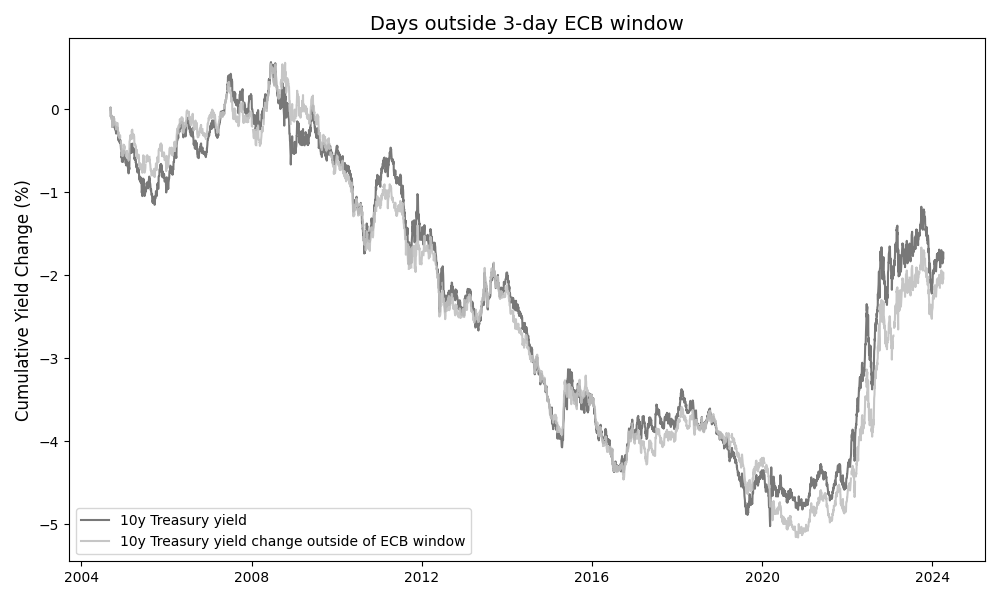 Days outside 3-day ECB window
Cumulative Yield Change (%)
0
−1
−2
−3
−4
−5
10y Treasury yield
10y Treasury yield change outside of ECB window
2004 2008 2012 2016 2020 2024